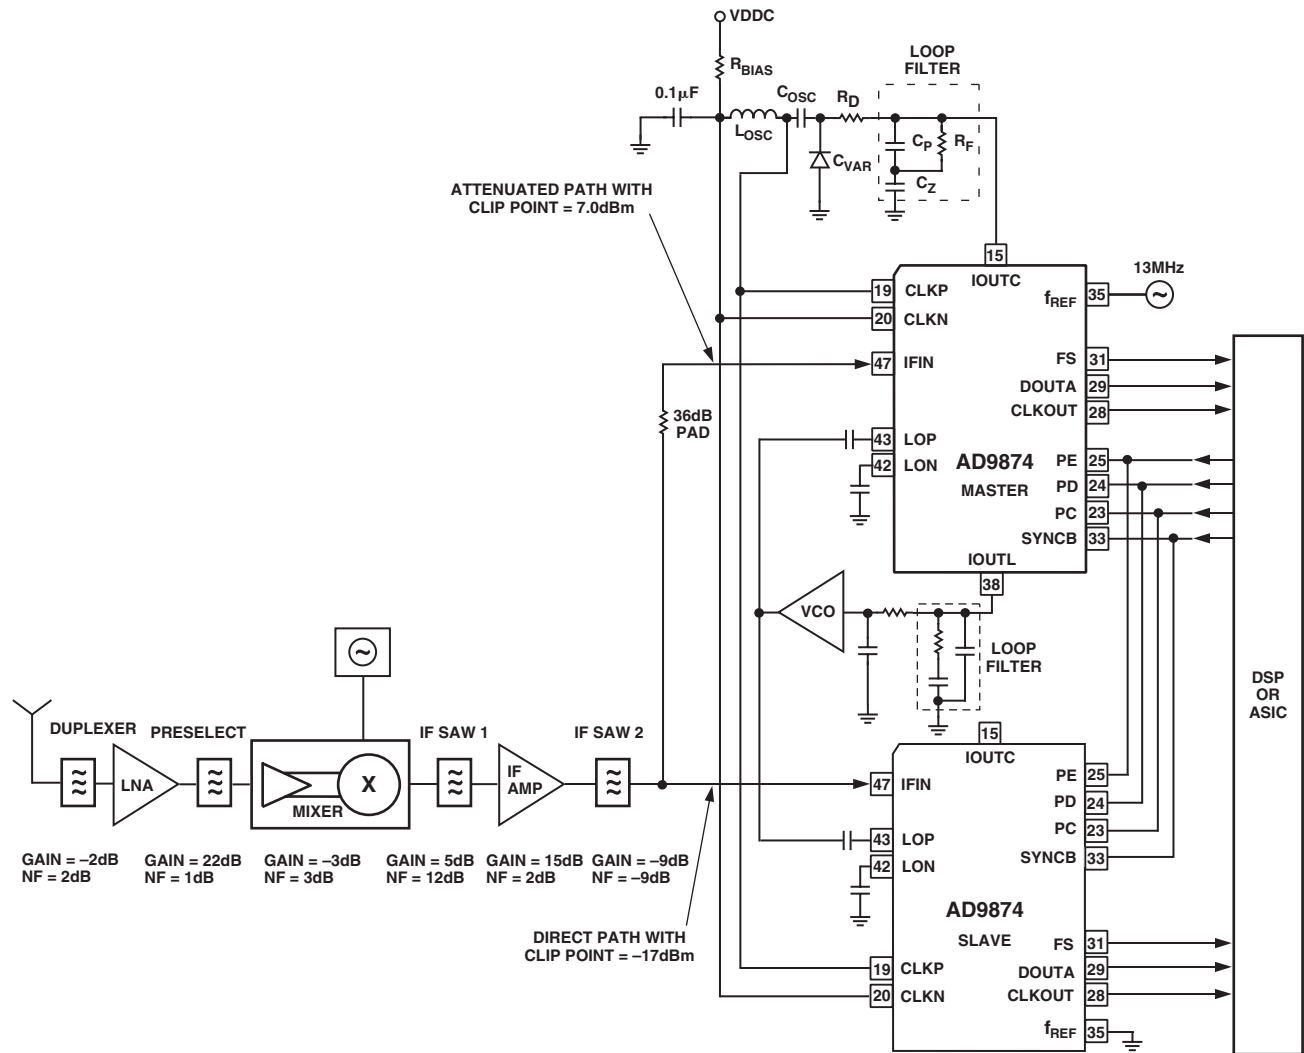 VDDC
RBIAS
LOOP
FILTER
0.1µF
COSC
RD
LOSC
CP
RF
CVAR
CZ
ATTENUATED PATH WITH
CLIP POINT = 7.0dBm
15
IOUTC
13MHz
19 CLKP
fREF 35
~
20 CLKN
47 IFIN
FS 31
DOUTA 29
CLKOUT 28
36dB
PAD
43 LOP
42 LON
AD9874
MASTER
PE 25
PD 24
PC 23
SYNCB 33
IOUTL
38
VCO
LOOP
FILTER
DSP
OR
ASIC
~
DUPLEXER
LNA
PRESELECT
MIXER
X
IF SAW 1
IF
AMP
IF SAW 2
GAIN = –2dB
NF = 2dB
GAIN = 22dB
NF = 1dB
GAIN = –3dB
NF = 3dB
GAIN = 5dB
NF = 12dB
GAIN = 15dB
NF = 2dB
GAIN = –9dB
NF = –9dB
DIRECT PATH WITH
CLIP POINT = –17dBm
15
IOUTC
47 IFIN
PE 25
PD 24
PC 23
SYNCB 33
43 LOP
42 LON
AD9874
SLAVE
FS 31
19 CLKP
DOUTA 29
20 CLKN
CLKOUT 28
fREF 35